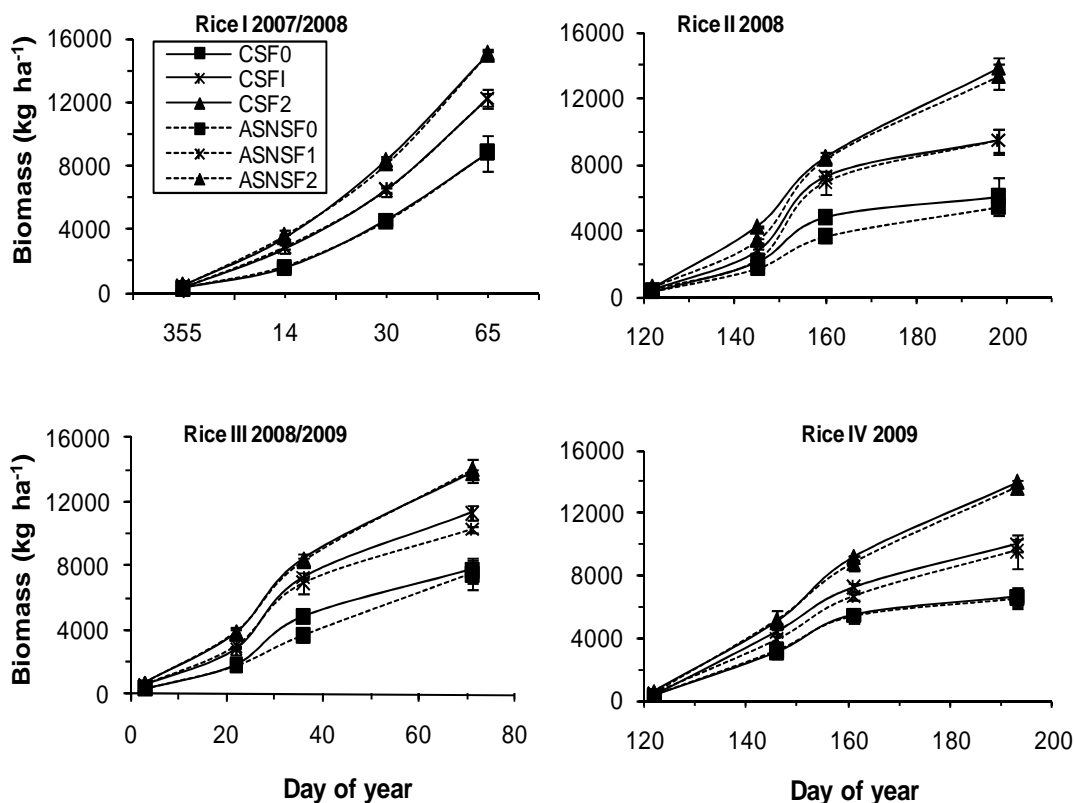 Rice I 2007/2008
Biomass (kg ha⁻¹)
16000
12000
8000
4000
0
CSF0
CSFI
CSF2
ASNSF0
ASNSF1
ASNSF2
355 14 30 65
Rice II 2008
16000
12000
8000
4000
0
120 140 160 180 200
Rice III 2008/2009
Biomass (kg ha⁻¹)
16000
12000
8000
4000
0
0 20 40 60 80
Day of year
Rice IV 2009
16000
12000
8000
4000
0
120 140 160 180 200
Day of year